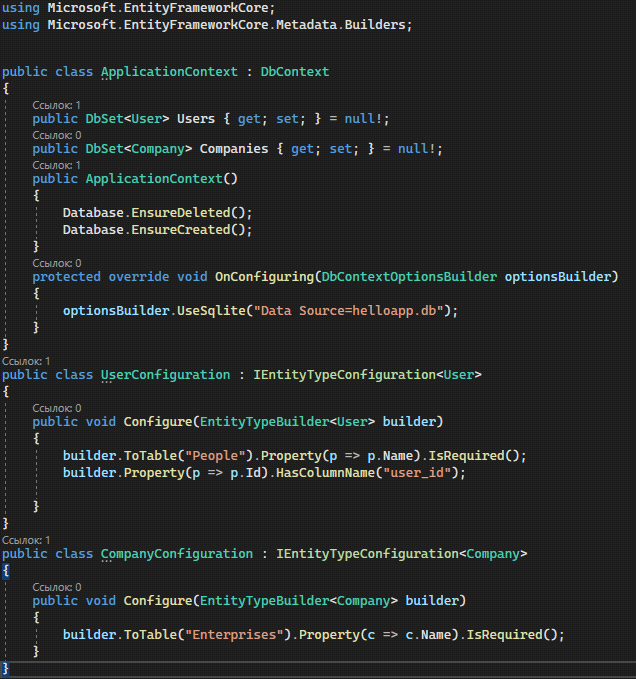 using Microsoft.EntityFrameworkCore;
using Microsoft.EntityFrameworkCore.Metadata.Builders;
public class ApplicationContext : DbContext
{
Ссылок: 1
public DbSet<User> Users { get; set; } = null!;
Ссылок: 0
public DbSet<Company> Companies { get; set; } = null!;
Ссылок: 1
public ApplicationContext()
{
Database.EnsureDeleted();
Database.EnsureCreated();
}
Ссылок: 0
protected override void OnConfiguring(DbContextOptionsBuilder optionsBuilder)
{
optionsBuilder.UseSqlite("Data Source=helloapp.db");
}
}
Ссылок: 1
public class UserConfiguration : IEntityTypeConfiguration<User>
{
Ссылок: 0
public void Configure(EntityTypeBuilder<User> builder)
{
builder.ToTable("People").Property(p => p.Name).IsRequired();
builder.Property(p => p.Id).HasColumnName("user_id");
}
}
Ссылок: 1
public class CompanyConfiguration : IEntityTypeConfiguration<Company>
{
Ссылок: 0
public void Configure(EntityTypeBuilder<Company> builder)
{
builder.ToTable("Enterprises").Property(c => c.Name).IsRequired();
}
}